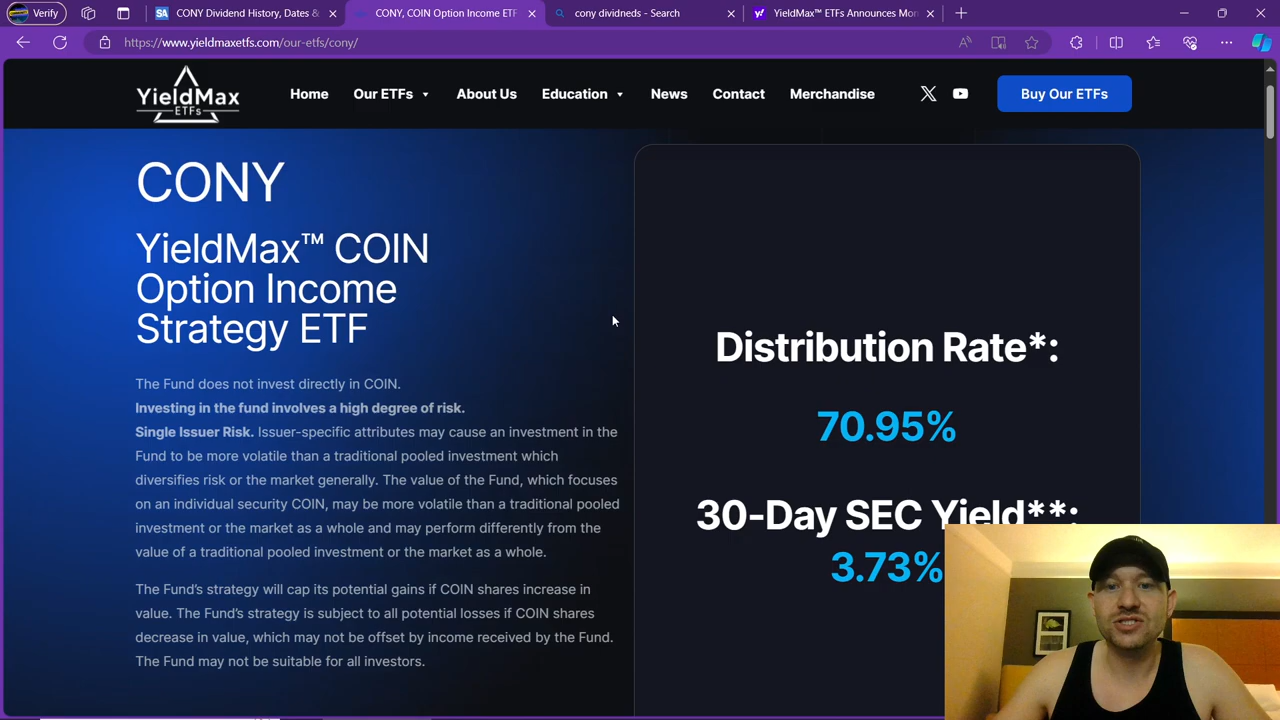 Verify
CONY Dividend History, Dates &
CONY, COIN Option Income ETF
cony dividneds - Search
YieldMax™ ETFs Announces Mon
https://www.yieldmaxetfs.com/our-etfs/cony/
YieldMax
ETFs
Home
Our ETFs
About Us
Education
News
Contact
Merchandise
Buy Our ETFs
CONY
YieldMax™ COIN
Option Income
Strategy ETF
The Fund does not invest directly in COIN.
Investing in the fund involves a high degree of risk.
Single Issuer Risk. Issuer-specific attributes may cause an investment in the
Fund to be more volatile than a traditional pooled investment which
diversifies risk or the market generally. The value of the Fund, which focuses
on an individual security COIN, may be more volatile than a traditional pooled
investment or the market as a whole and may perform differently from the
value of a traditional pooled investment or the market as a whole.
The Fund's strategy will cap its potential gains if COIN shares increase in
value. The Fund's strategy is subject to all potential losses if COIN shares
decrease in value, which may not be offset by income received by the Fund.
The Fund may not be suitable for all investors.
Distribution Rate*:
70.95%
30-Day SEC Yield**:
3.73%